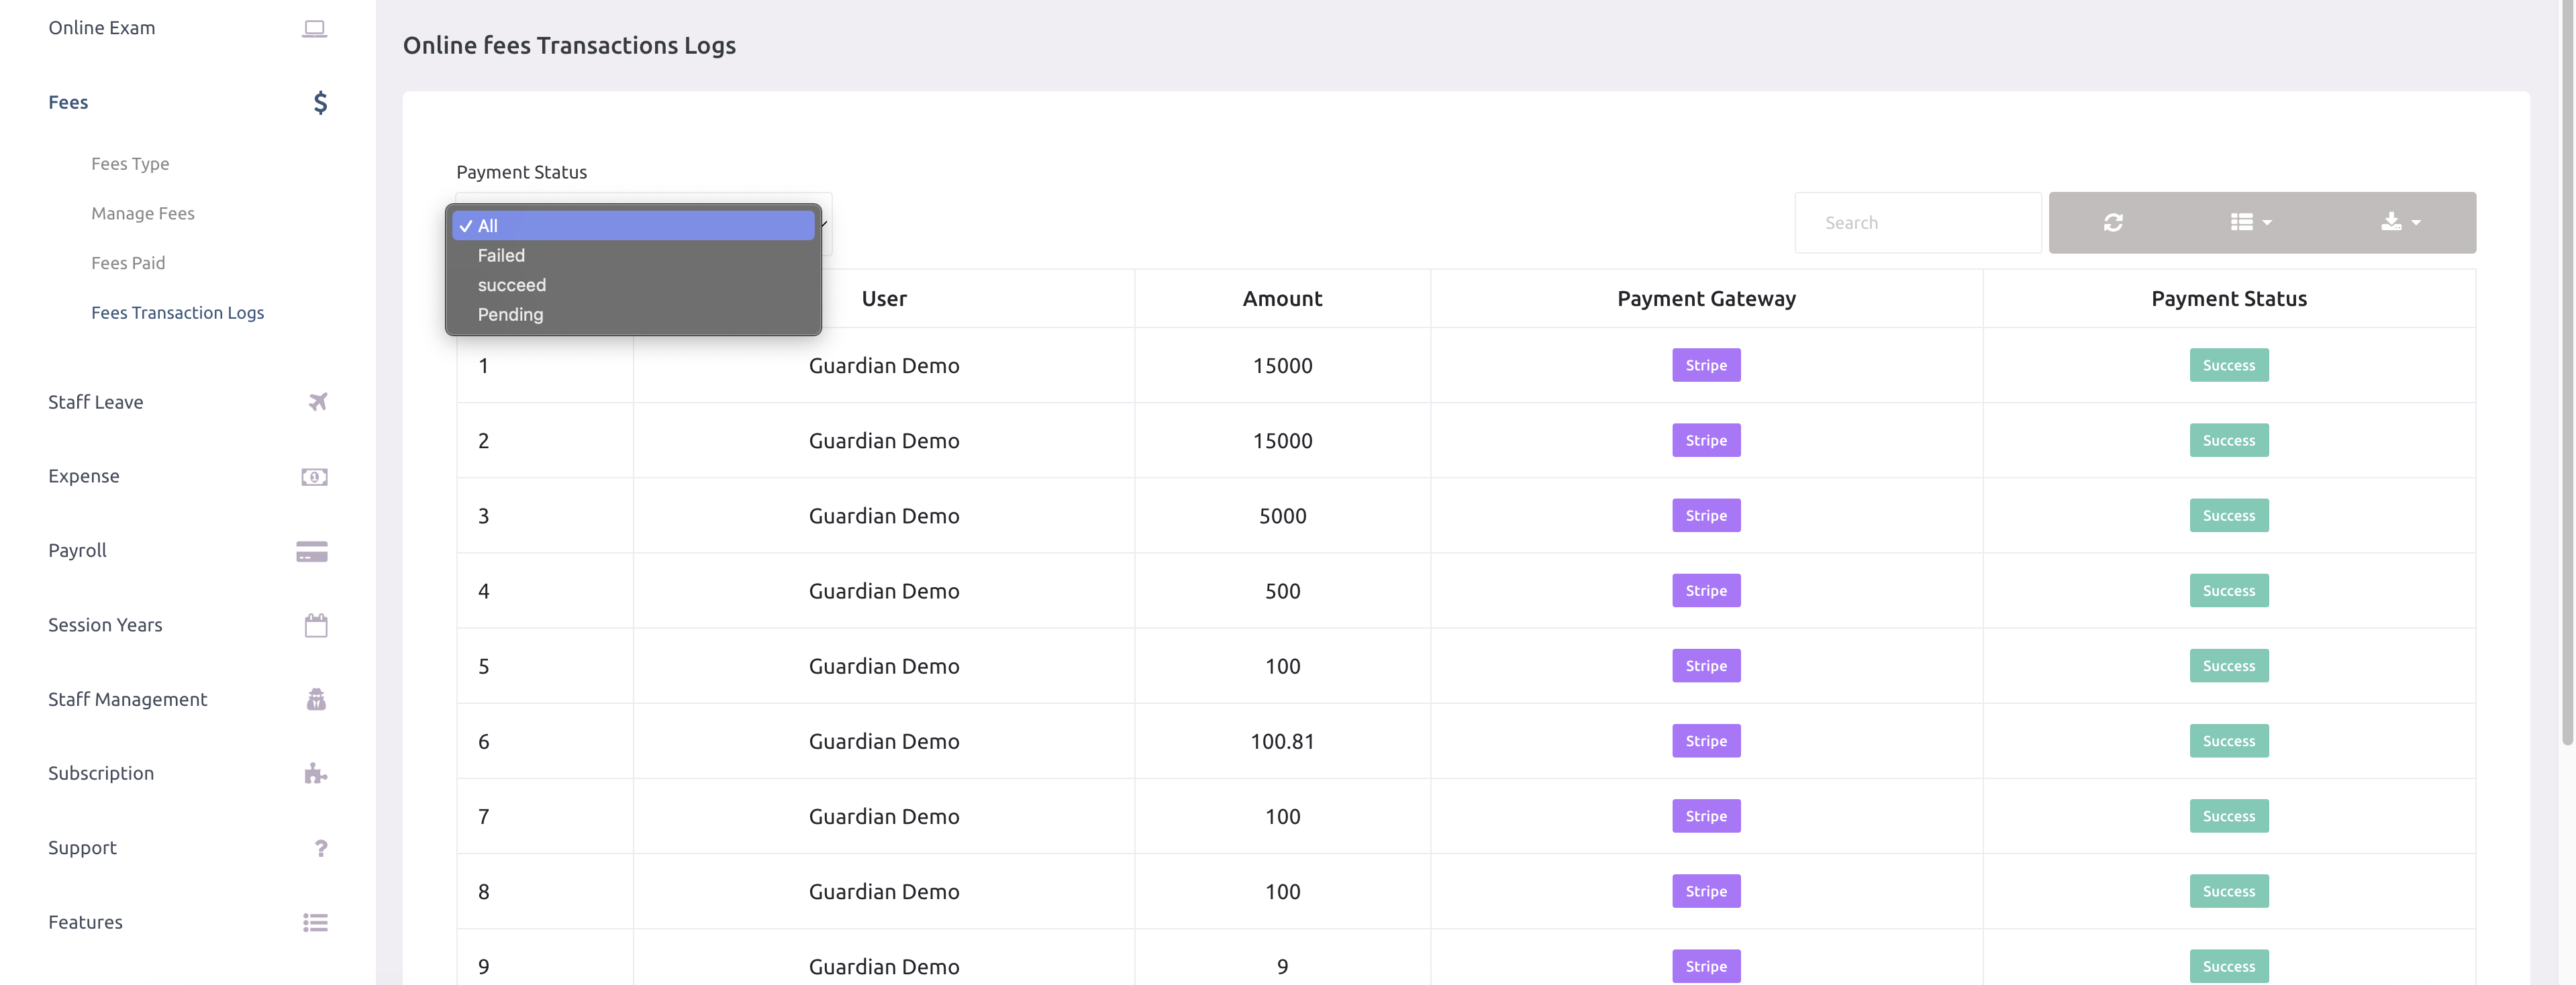 Online Exam
Fees
Fees Type
Manage Fees
Fees Paid
Fees Transaction Logs
Staff Leave
Expense
Payroll
Session Years
Staff Management
Subscription
Support
Features
Online fees Transactions Logs
Payment Status
All
Failed
succeed
Pending
Search
User Amount Payment Gateway Payment Status
1 Guardian Demo 15000 Stripe Success
2 Guardian Demo 15000 Stripe Success
3 Guardian Demo 5000 Stripe Success
4 Guardian Demo 500 Stripe Success
5 Guardian Demo 100 Stripe Success
6 Guardian Demo 100.81 Stripe Success
7 Guardian Demo 100 Stripe Success
8 Guardian Demo 100 Stripe Success
9 Guardian Demo 9 Stripe Success